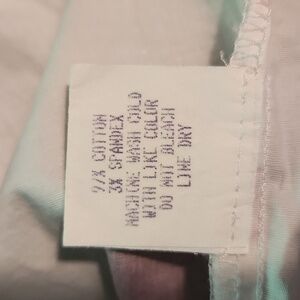 97% COTTON
3% SPANDEX
MACHINE WASH COLD
WITH LIKE COLOR
DO NOT BLEACH
LINE DRY